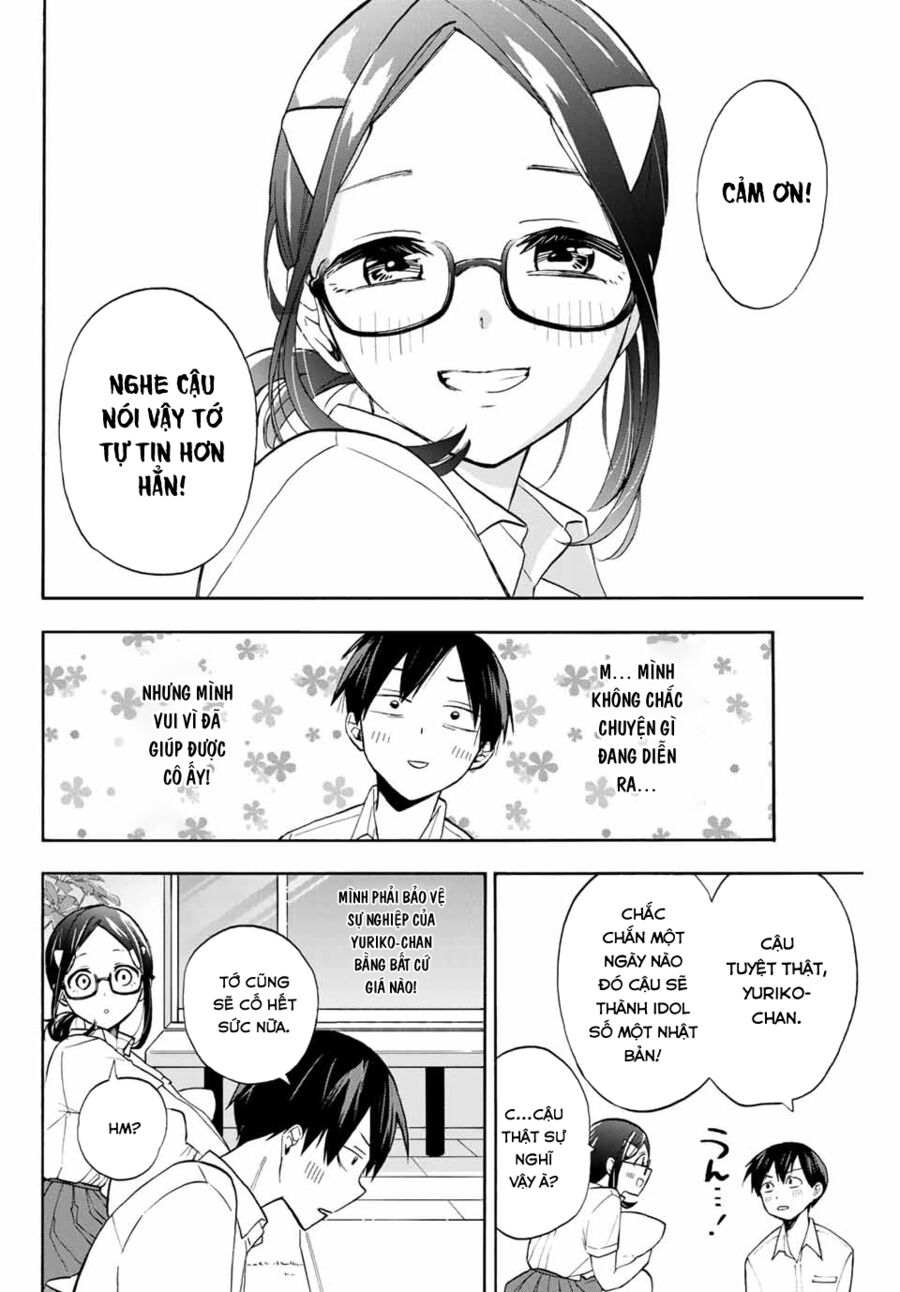 CẢM ƠN!
NGHE CẬU
NÓI VẬY TỚ
TỰ TIN HƠN
HẲN!
M... MÌNH
KHÔNG CHẮC
CHUYỆN GÌ
ĐANG DIỄN
RA...
NHƯNG MÌNH
VUI VÌ ĐÃ
GIÚP ĐƯỢC
CÔ ẤY!
CẬU
TUYỆT THẬT,
YURIKO-
CHAN.
CHẮC
CHẮN MỘT
NGÀY NÀO
ĐÓ CẬU SẼ
THÀNH IDOL
SỐ MỘT NHẬT
BẢN!
うん…!
C...CẬU
THẬT SỰ
NGHĨ
VẬY À?
MÌNH PHẢI BẢO VỆ
SỰ NGHIỆP CỦA
YURIKO-CHAN
BẰNG BẤT CỨ
GIÁ NÀO!
TỚ CŨNG
SẼ CỐ HẾT
SỨC NỮA.
HM?